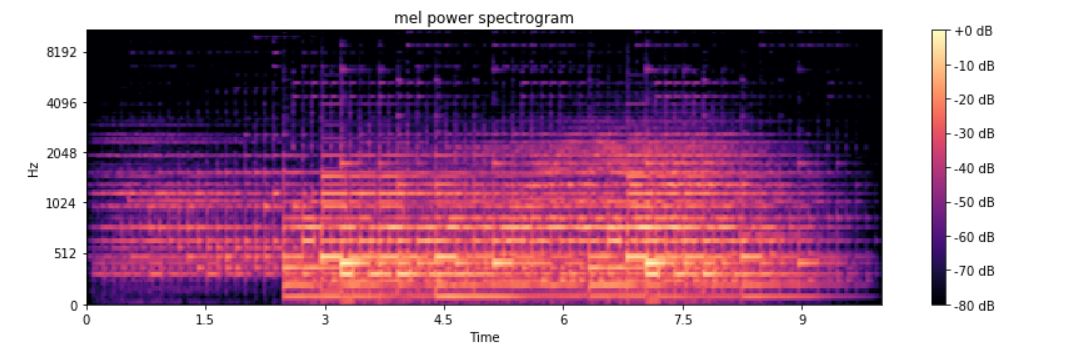 mel power spectrogram
8192
4096
2048
1024
512
0
Hz
0 1.5 3 4.5 6 7.5 9
Time
+0 dB
-10 dB
-20 dB
-30 dB
-40 dB
-50 dB
-60 dB
-70 dB
-80 dB